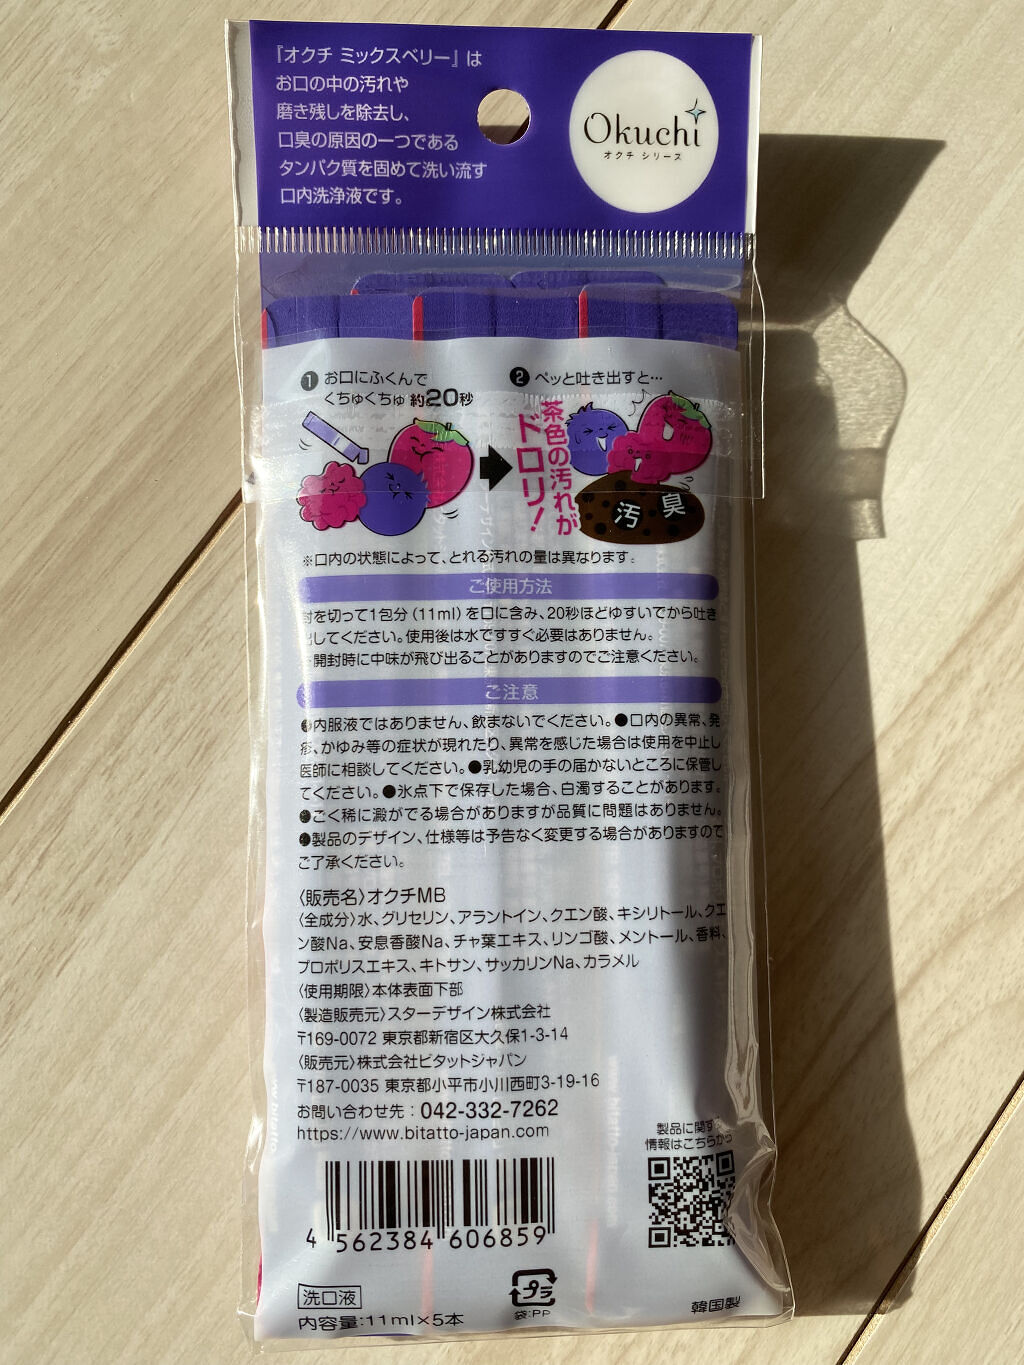 『オクチ ミックスベリー』は
お口の中の汚れや
磨き残しを除去し、
口臭の原因の一つである
タンパク質を固めて洗い流す
口内洗浄液です。
Okuchi
オクチ シリーズ
1 お口にふくんで
くちゅくちゅ 約20秒
2 ペッと吐き出すと…
茶色の汚れが
ドロリ!
汚 臭
※口内の状態によって、とれる汚れの量は異なります。
ご使用方法
封を切って1包分(11ml)を口に含み、20秒ほどゆすいでから吐き
出してください。使用後は水ですすぐ必要はありません。
開封時に中味が飛び出ることがありますのでご注意ください。
ご注意
●内服液ではありません、飲まないでください。●口内の異常、発
疹、かゆみ等の症状が現れたり、異常を感じた場合は使用を中止し
医師に相談してください。●乳幼児の手の届かないところに保管し
てください。●氷点下で保存した場合、白濁することがあります。
●ごく稀に澱がでる場合がありますが品質に問題はありません。
●製品のデザイン、仕様等は予告なく変更する場合がありますので
ご了承ください。
〈販売名〉オクチMB
〈全成分〉水、グリセリン、アラントイン、クエン酸、キシリトール、クエ
ン酸Na、安息香酸Na、チャ葉エキス、リンゴ酸、メントール、香料、
プロポリスエキス、キトサン、サッカリンNa、カラメル
〈使用期限〉本体表面下部
〈製造販売元〉スターデザイン株式会社
〒169-0072 東京都新宿区大久保1-3-14
〈販売元〉株式会社ビタットジャパン
〒187-0035 東京都小平市小川西町3-19-16
お問い合わせ先:042-332-7262
https://www.bitatto-japan.com
製品に関する
情報はこちらから
4 562384 606859
洗口液
内容量:11ml×5本
プラ
袋:PP
韓国製